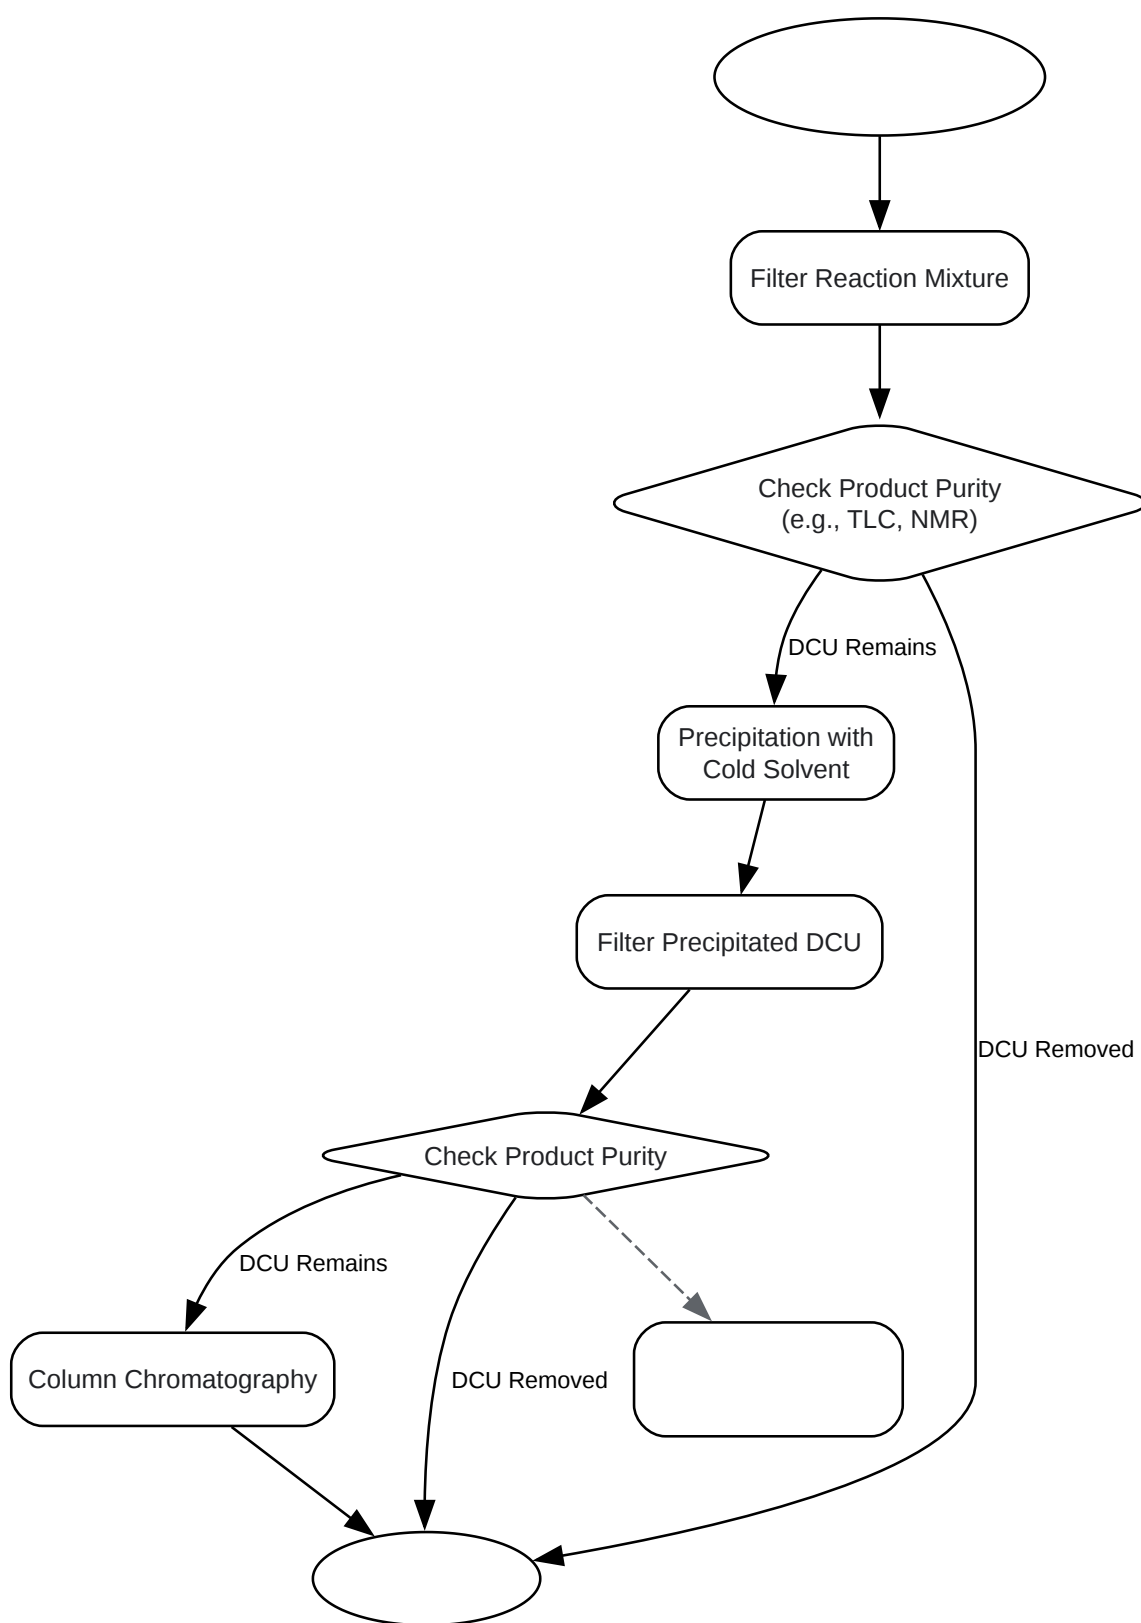 Filter Reaction Mixture
Check Product Purity
(e.g., TLC, NMR)
DCU Remains
Precipitation with
Cold Solvent
Filter Precipitated DCU
DCU Removed
Check Product Purity
DCU Remains
Column Chromatography
DCU Removed